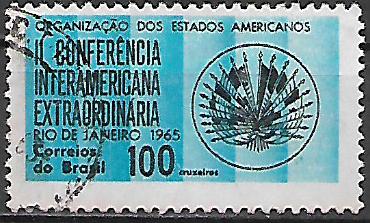 ORGANIZAÇÃO DOS ESTADOS AMERICANOS
II CONFERÊNCIA
INTERAMERICANA
EXTRAORDINÁRIA
RIO DE JANEIRO 1965
Correios
do Brasil 100 cruzeiros